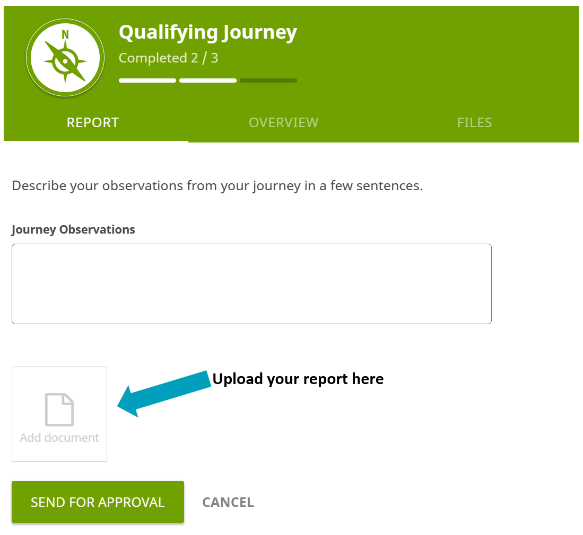 N
Qualifying Journey
Completed 2 / 3
REPORT OVERVIEW FILES
Describe your observations from your journey in a few sentences.
Journey Observations
Upload your report here
Add document
SEND FOR APPROVAL CANCEL